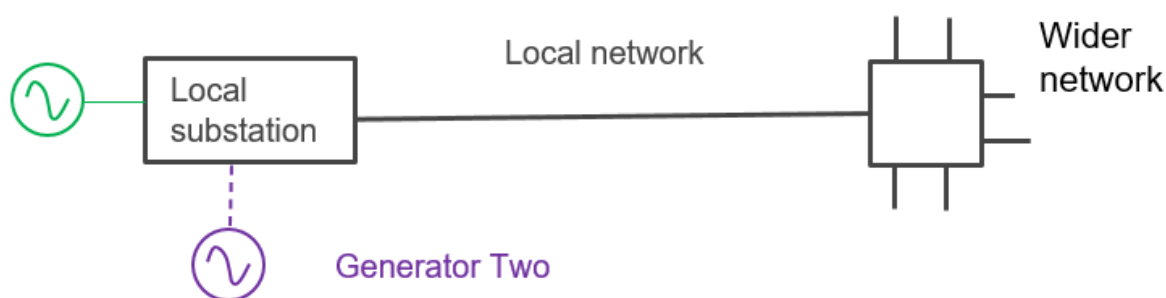 Local network
Wider
network
Local
substation
Generator Two